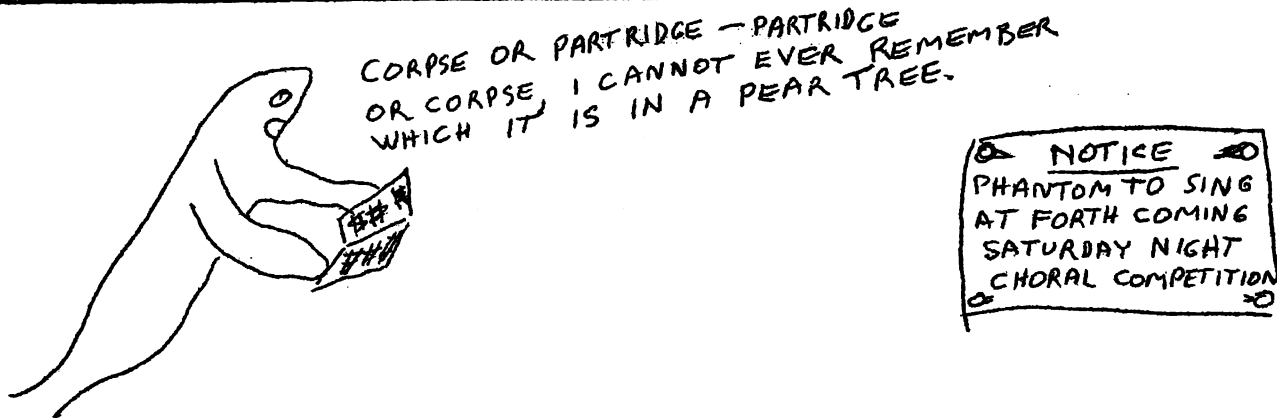 CORPSE OR PARTRIDGE — PARTRIDGE
OR CORPSE, I CANNOT EVER REMEMBER
WHICH IT IS IN A PEAR TREE.
NOTICE
PHANTOM TO SING
AT FORTH COMING
SATURDAY NIGHT
CHORAL COMPETITION